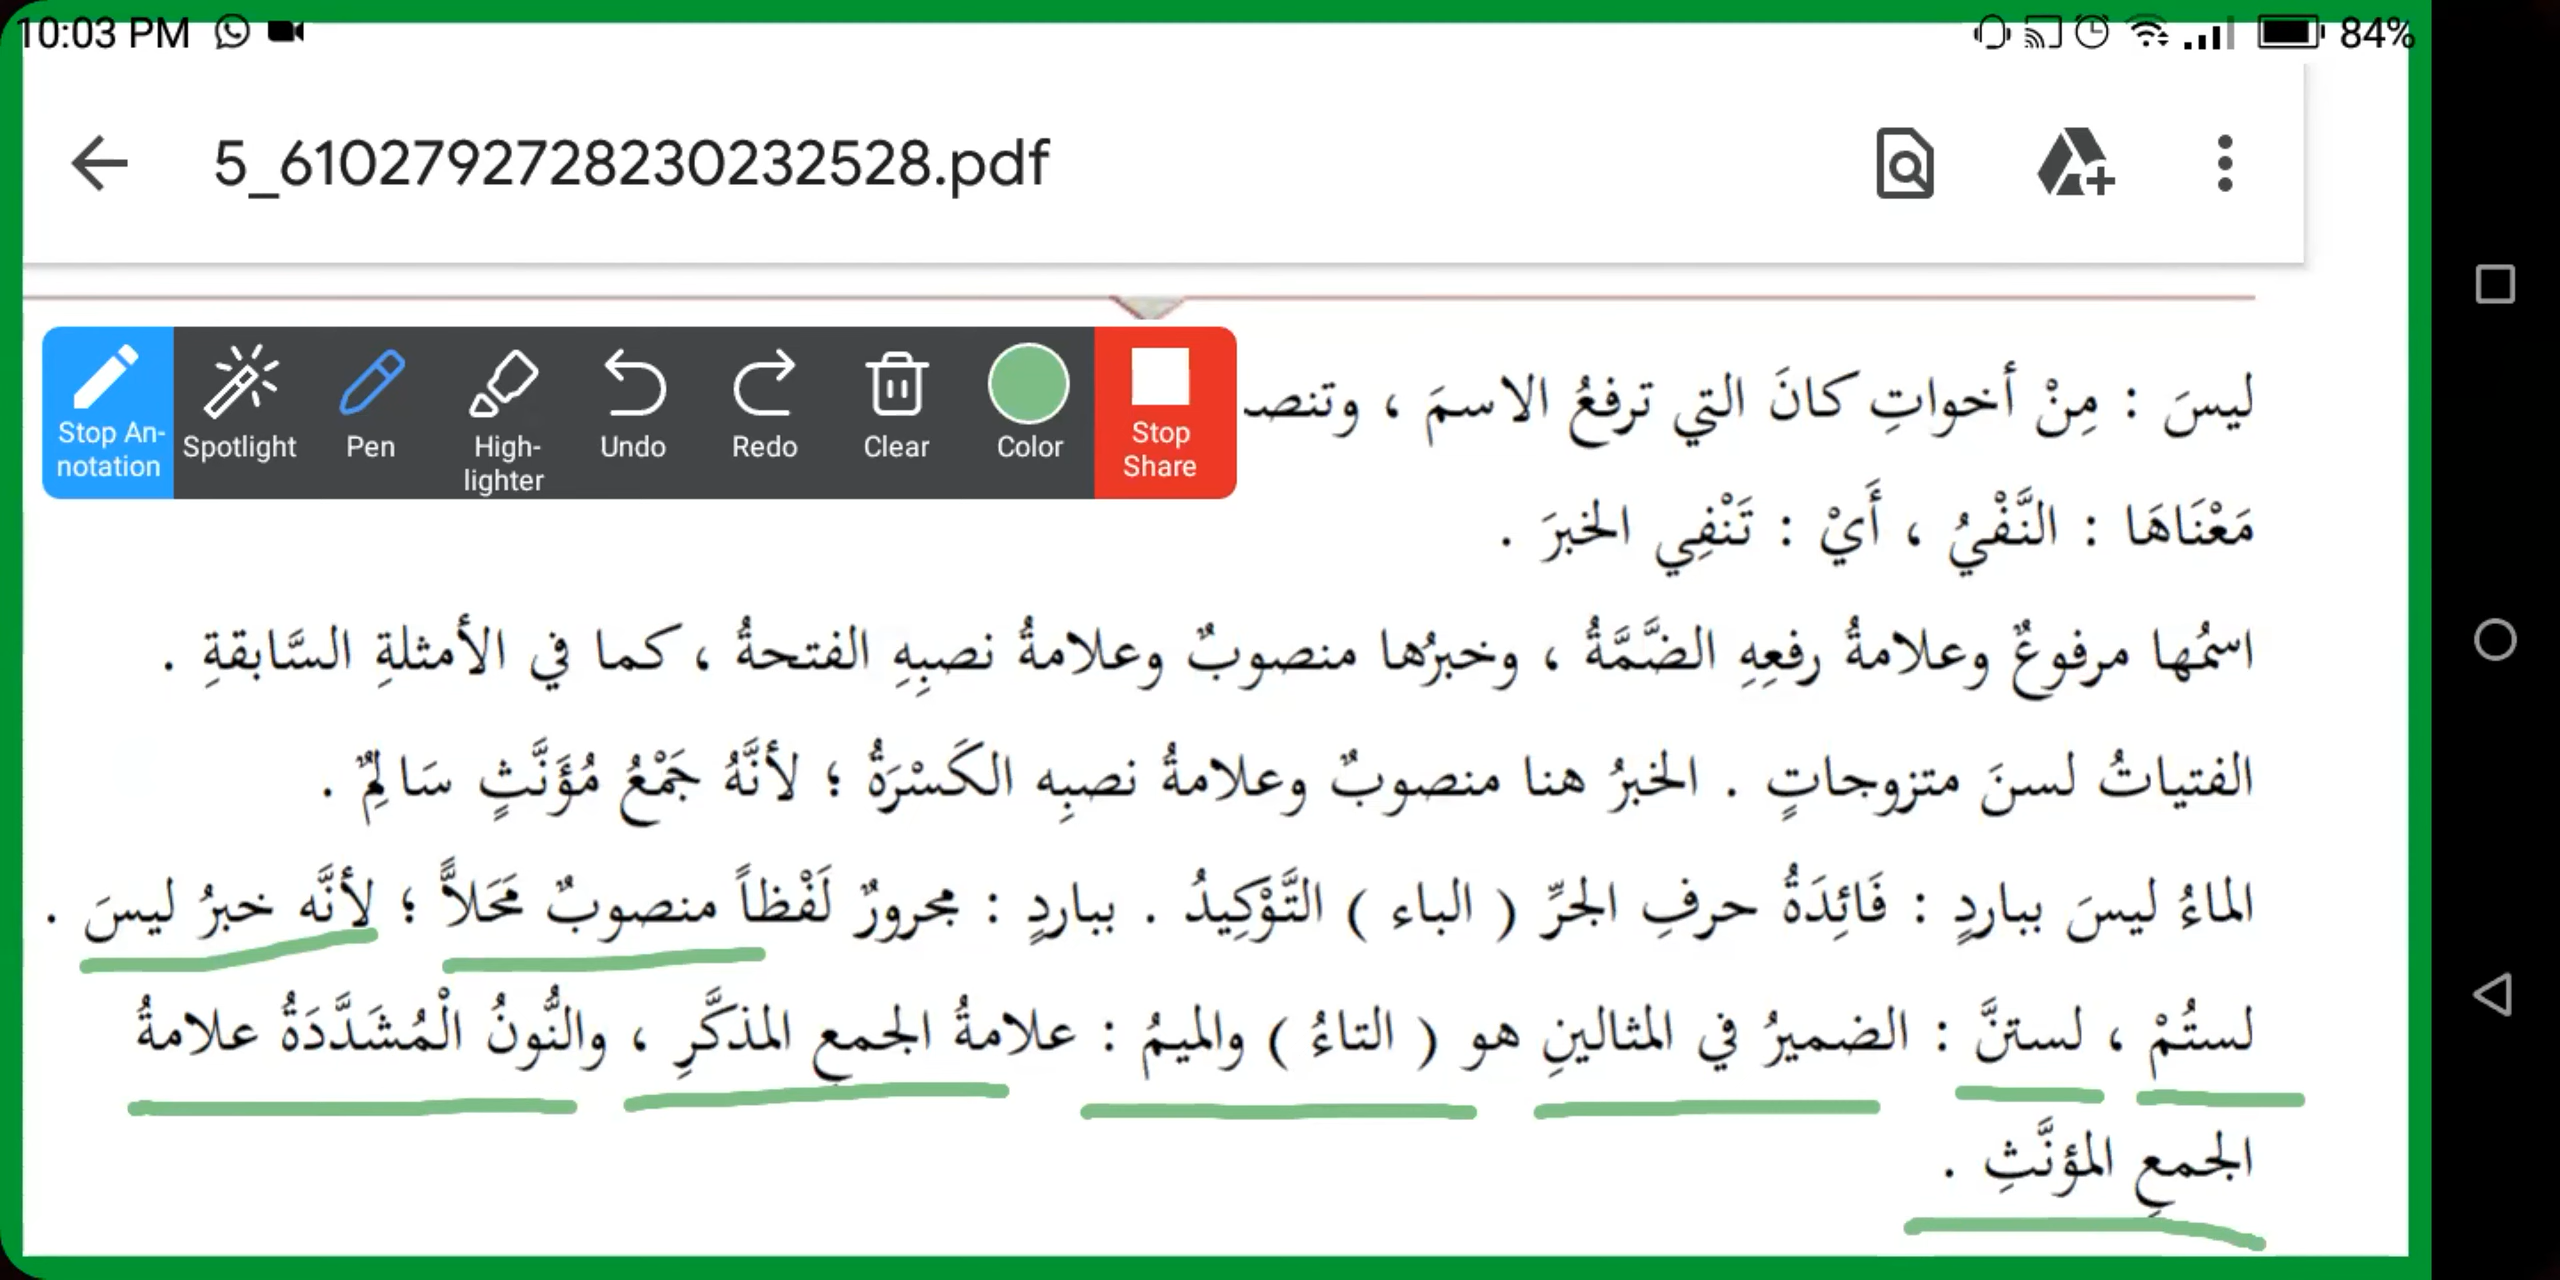 10:03 PM
84%
5_6102792728230232528.pdf
Stop An-
notation
Spotlight
Pen
High-
lighter
Undo
Redo
Clear
Color
Stop
Share
ليسَ : مِنْ أخواتِ كانَ التي ترفعُ الاسمَ ، وتنصـ
مَعْنَاهَا : النَّفْيُ ، أَيْ : تَنْفِي الخبرَ .
اسمُها مرفوعٌ وعلامةُ رفعِهِ الضَّمَّةُ ، وخبرُها منصوبٌ وعلامةُ نصبِهِ الفتحةُ ، كما في الأمثلةِ السَّابقةِ .
الفتياتُ لسنَ متزوجاتٍ . الخبرُ هنا منصوبٌ وعلامةُ نصبِه الكَسْرَةُ ؛ لأنَّهُ جَمْعُ مُؤَنَّثٍ سَالِمٌ .
الماءُ ليسَ بباردٍ : فَائِدَةُ حرفِ الجرِّ ( الباء ) التَّوْكِيدُ . بباردٍ : مجرورٌ لَفْظاً منصوبٌ مَحَلاًّ ؛ لأنَّه خبرُ ليسَ .
لستُمْ ، لستنَّ : الضميرُ في المثالينِ هو ( التاءُ ) والميمُ : علامةُ الجمعِ المذكَّرِ ، والنُّونُ الْمُشَدَّدَةُ علامةُ
الجمعِ المؤنَّثِ .